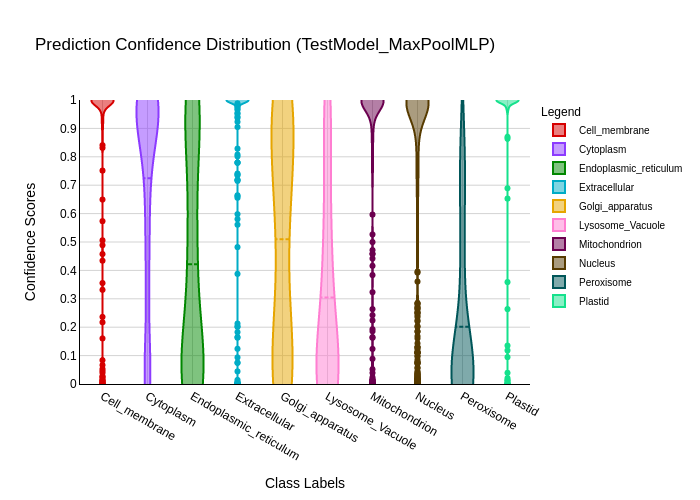 Prediction Confidence Distribution (TestModel_MaxPoolMLP)
Legend
Cell_membrane
Cytoplasm
Endoplasmic_reticulum
Extracellular
Golgi_apparatus
Lysosome_Vacuole
Mitochondrion
Nucleus
Peroxisome
Plastid
Confidence Scores
1
0.9
0.8
0.7
0.6
0.5
0.4
0.3
0.2
0.1
0
Cell_membrane
Cytoplasm
Endoplasmic_reticulum
Extracellular
Golgi_apparatus
Lysosome_Vacuole
Mitochondrion
Nucleus
Peroxisome
Plastid
Class Labels